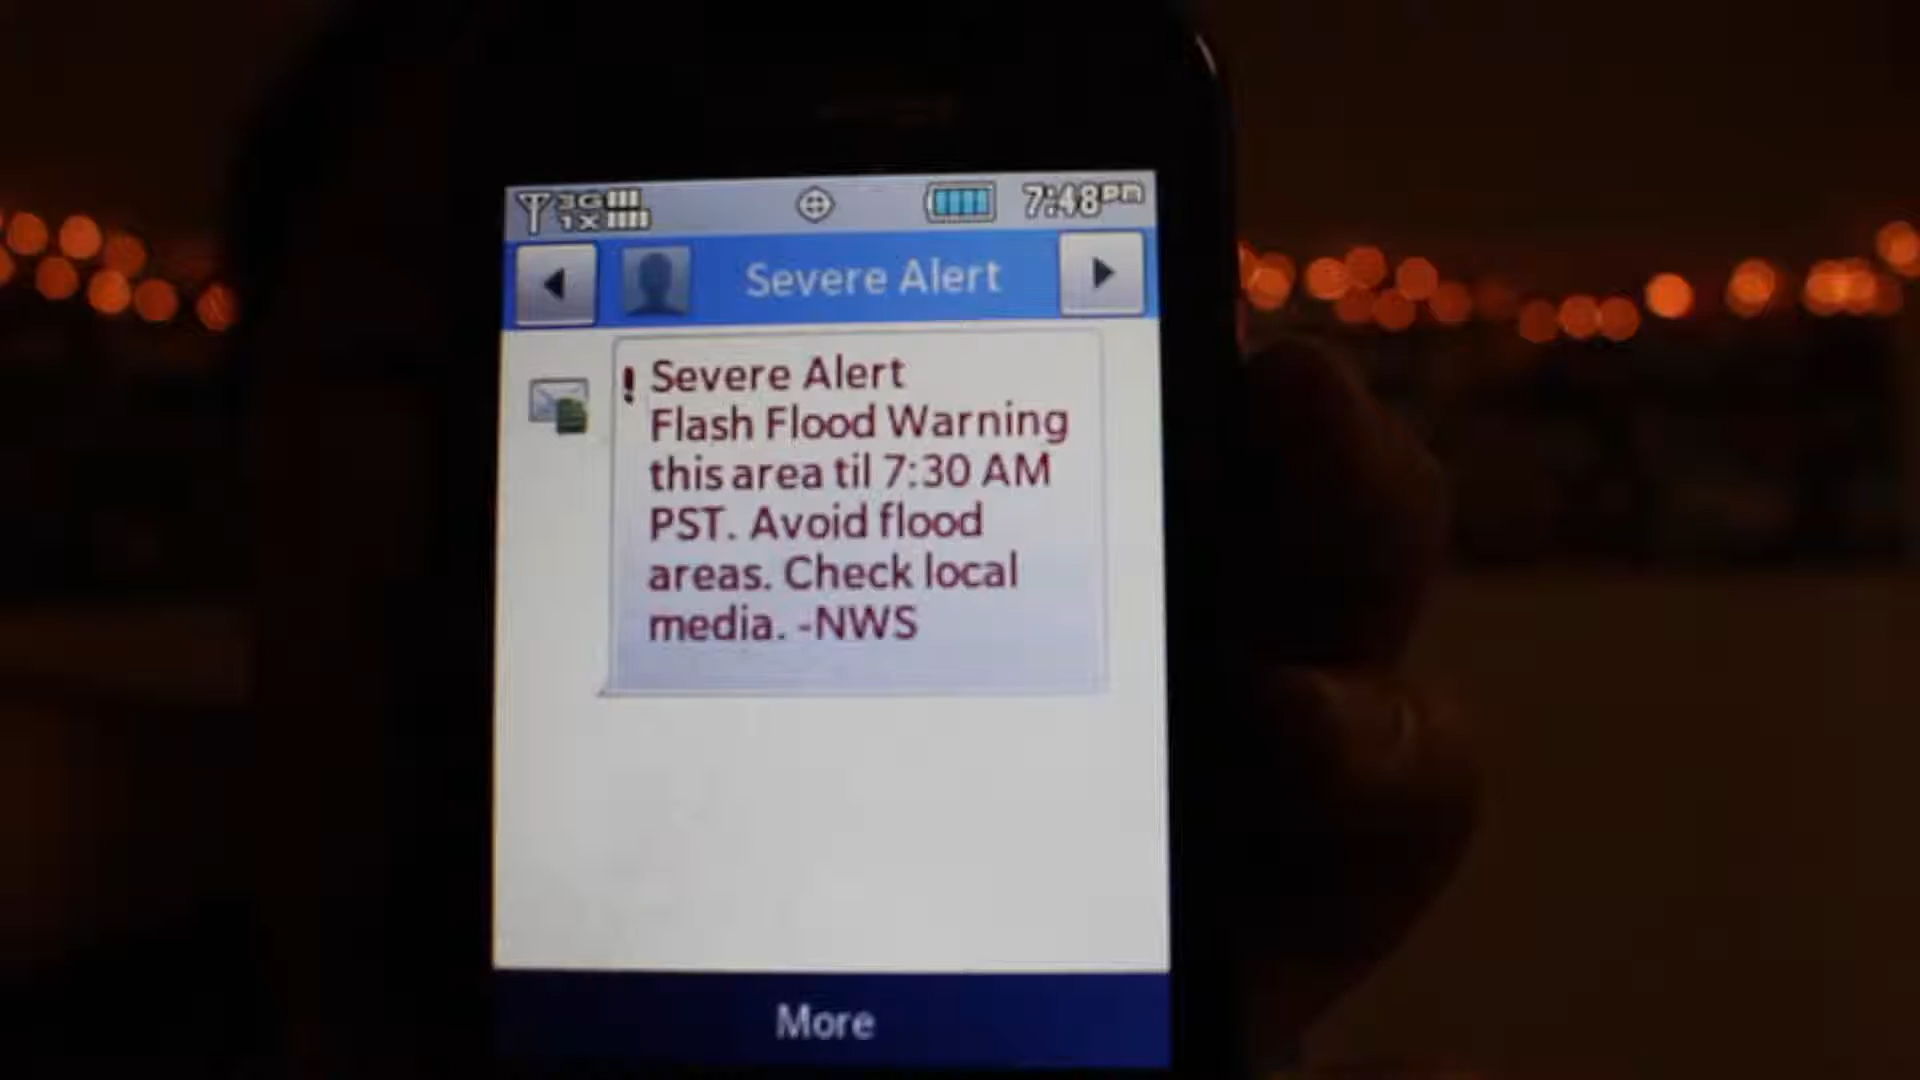 3G
1X
7:48pm
Severe Alert
! Severe Alert
Flash Flood Warning
this area til 7:30 AM
PST. Avoid flood
areas. Check local
media. -NWS
More